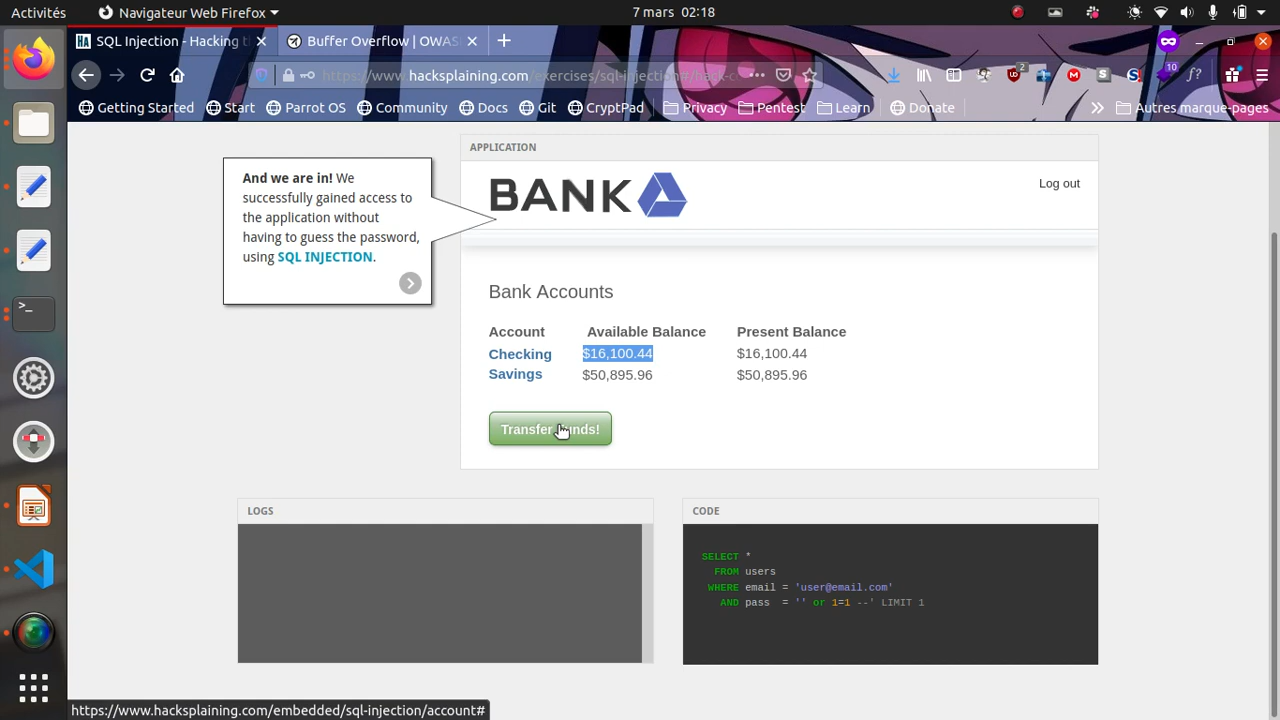 Activités
Navigateur Web Firefox
7 mars 02:18
SQL Injection - Hacking t
Buffer Overflow | OWAS
https://www.hacksplaining.com/exercises/sql-injection#/hack-c
2
10
Getting Started
Start
Parrot OS
Community
Docs
Git
CryptPad
Privacy
Pentest
Learn
Donate
Autres marque-pages
APPLICATION
And we are in! We
successfully gained access to
the application without
having to guess the password,
using SQL INJECTION.
BANK
Log out
Bank Accounts
Account Available Balance Present Balance
Checking $16,100.44 $16,100.44
Savings $50,895.96 $50,895.96
Transfer Funds!
LOGS
CODE
SELECT *
FROM users
WHERE email = 'user@email.com'
AND pass = '' or 1=1 --' LIMIT 1
https://www.hacksplaining.com/embedded/sql-injection/account#